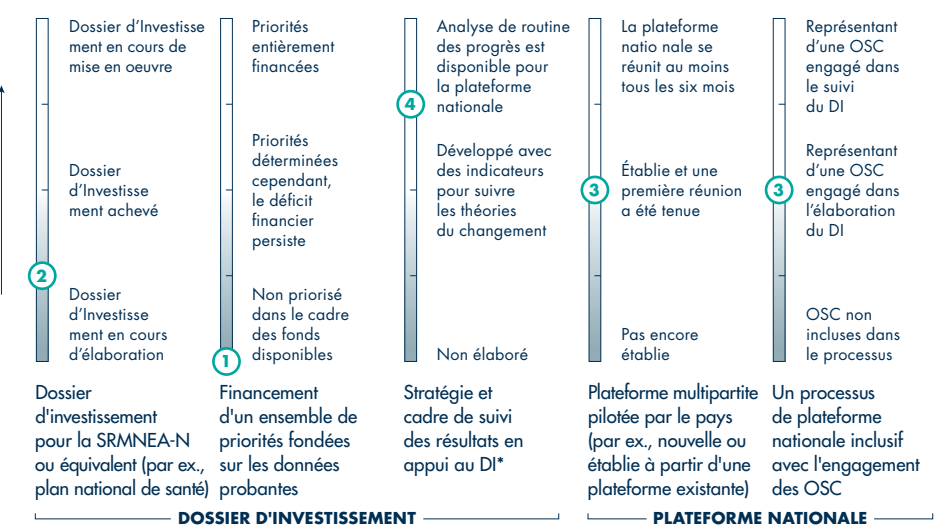 Dossier d'Investisse
ment en cours de
mise en oeuvre
Dossier
d'Investisse
ment achevé
2
Dossier
d'Investisse
ment en cours
d'élaboration
Dossier
d'investissement
pour la SRMNEA-N
ou équivalent (par ex.,
plan national de santé)
Priorités
entièrement
financées
Priorités
déterminées
cependant,
le déficit
financier
persiste
Non priorisé
dans le cadre
des fonds
disponibles
1
Financement
d'un ensemble de
priorités fondées
sur les données
probantes
Analyse de routine
des progrès est
disponible pour
la plateforme
nationale
4
Développé avec
des indicateurs
pour suivre
les théories
du changement
Non élaboré
Stratégie et
cadre de suivi
des résultats en
appui au DI*
DOSSIER D'INVESTISSEMENT
La plateforme
natio nale se
réunit au moins
tous les six mois
3
Établie et une
première réunion
a été tenue
Pas encore
établie
Plateforme multipartite
pilotée par le pays
(par ex., nouvelle ou
établie à partir d'une
plateforme existante)
Représentant
d'une OSC
engagé dans
le suivi
du DI
Représentant
d'une OSC
engagé dans
l'élaboration
du DI
3
OSC non
incluses dans
le processus
Un processus
de plateforme
nationale inclusif
avec l'engagement
des OSC
PLATEFORME NATIONALE